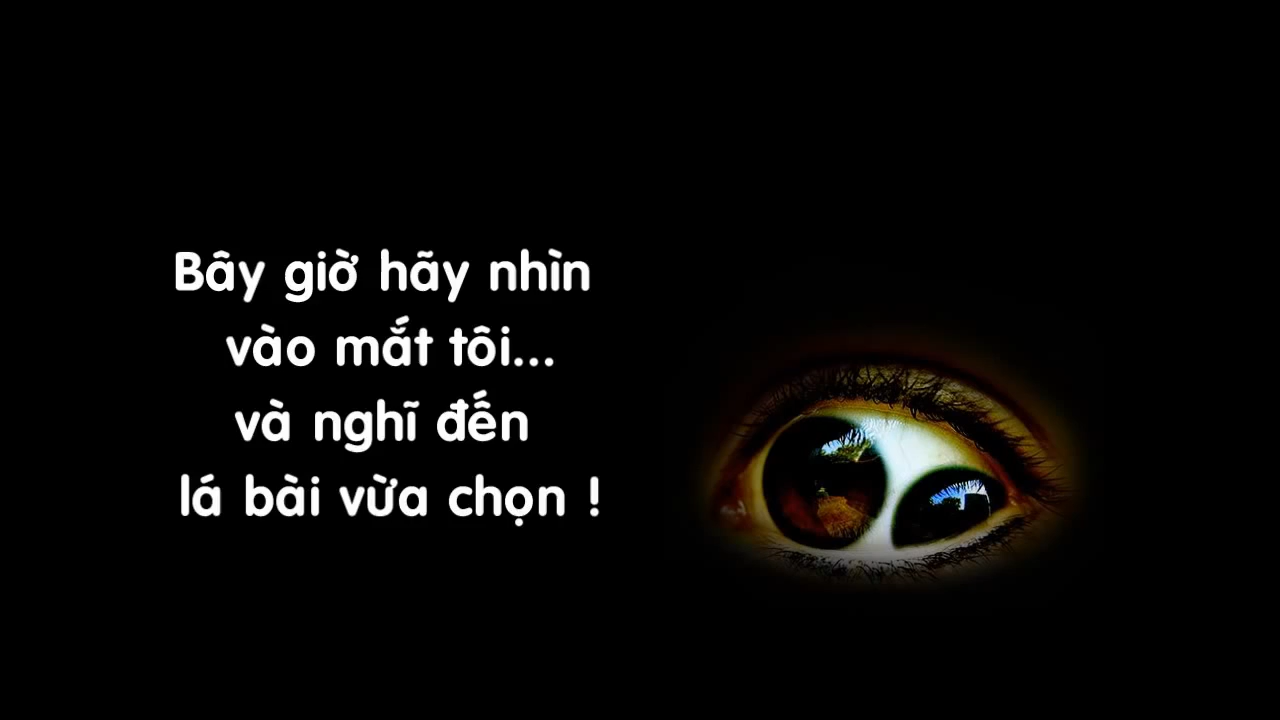 Bây giờ hãy nhìn
vào mắt tôi...
và nghĩ đến
lá bài vừa chọn !